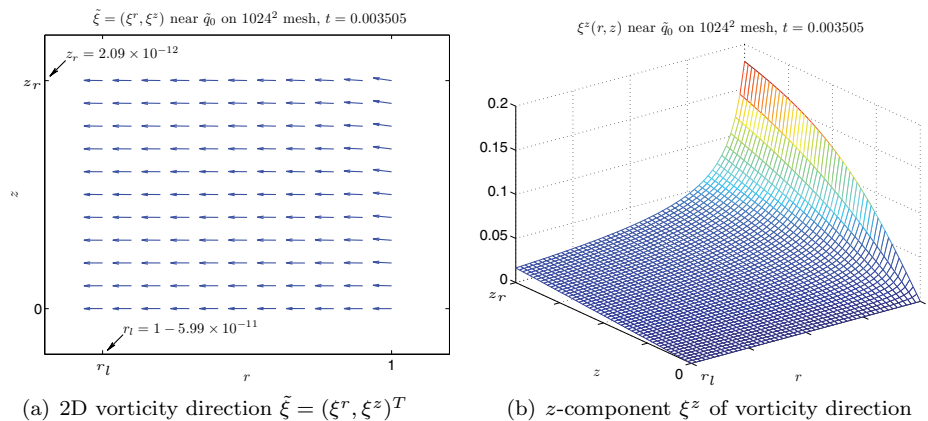 ξ̃ = (ξ^r, ξ^z) near q̃_0 on 1024^2 mesh, t = 0.003505
z_r = 2.09 × 10^{-12}
z_r
z
0
r_l = 1 − 5.99 × 10^{-11}
r_l
r
1
(a) 2D vorticity direction ξ̃ = (ξ^r, ξ^z)^T
ξ^z(r, z) near q̃_0 on 1024^2 mesh, t = 0.003505
0.2
0.15
0.1
0.05
0
z_r
z
0
r_l
r
(b) z-component ξ^z of vorticity direction